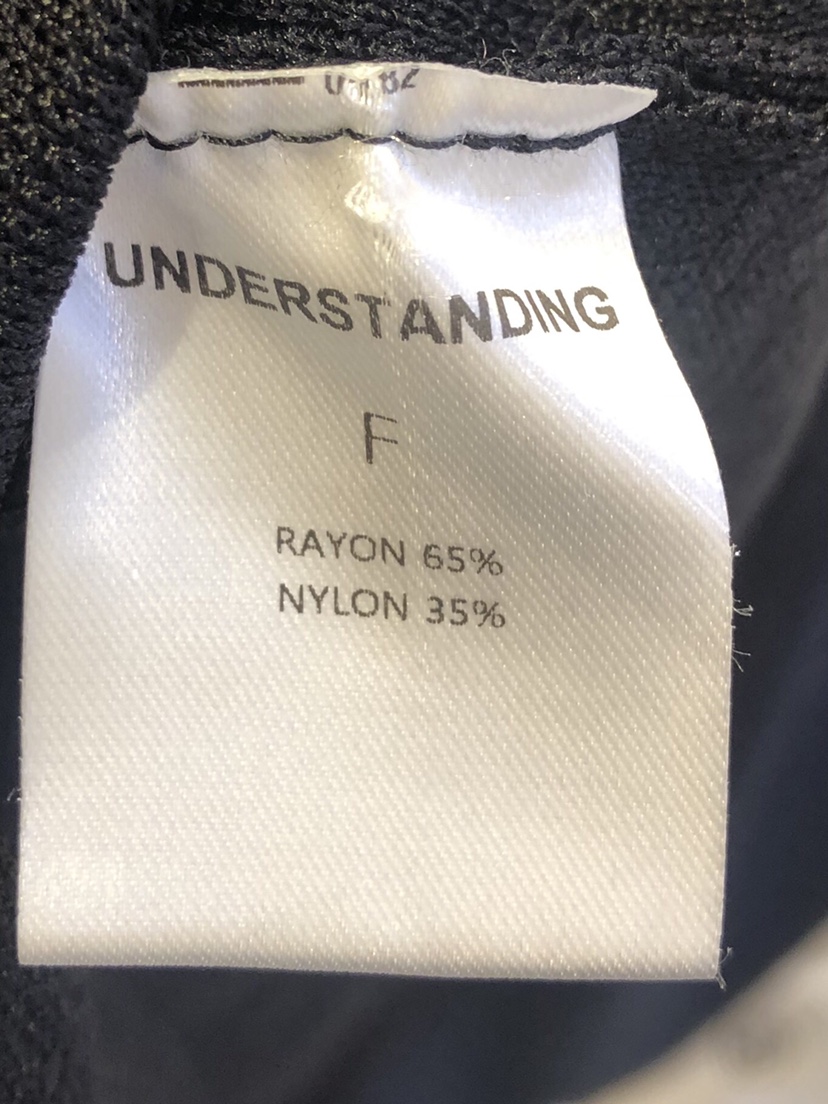 UNDERSTANDING
F
RAYON 65%
NYLON 35%